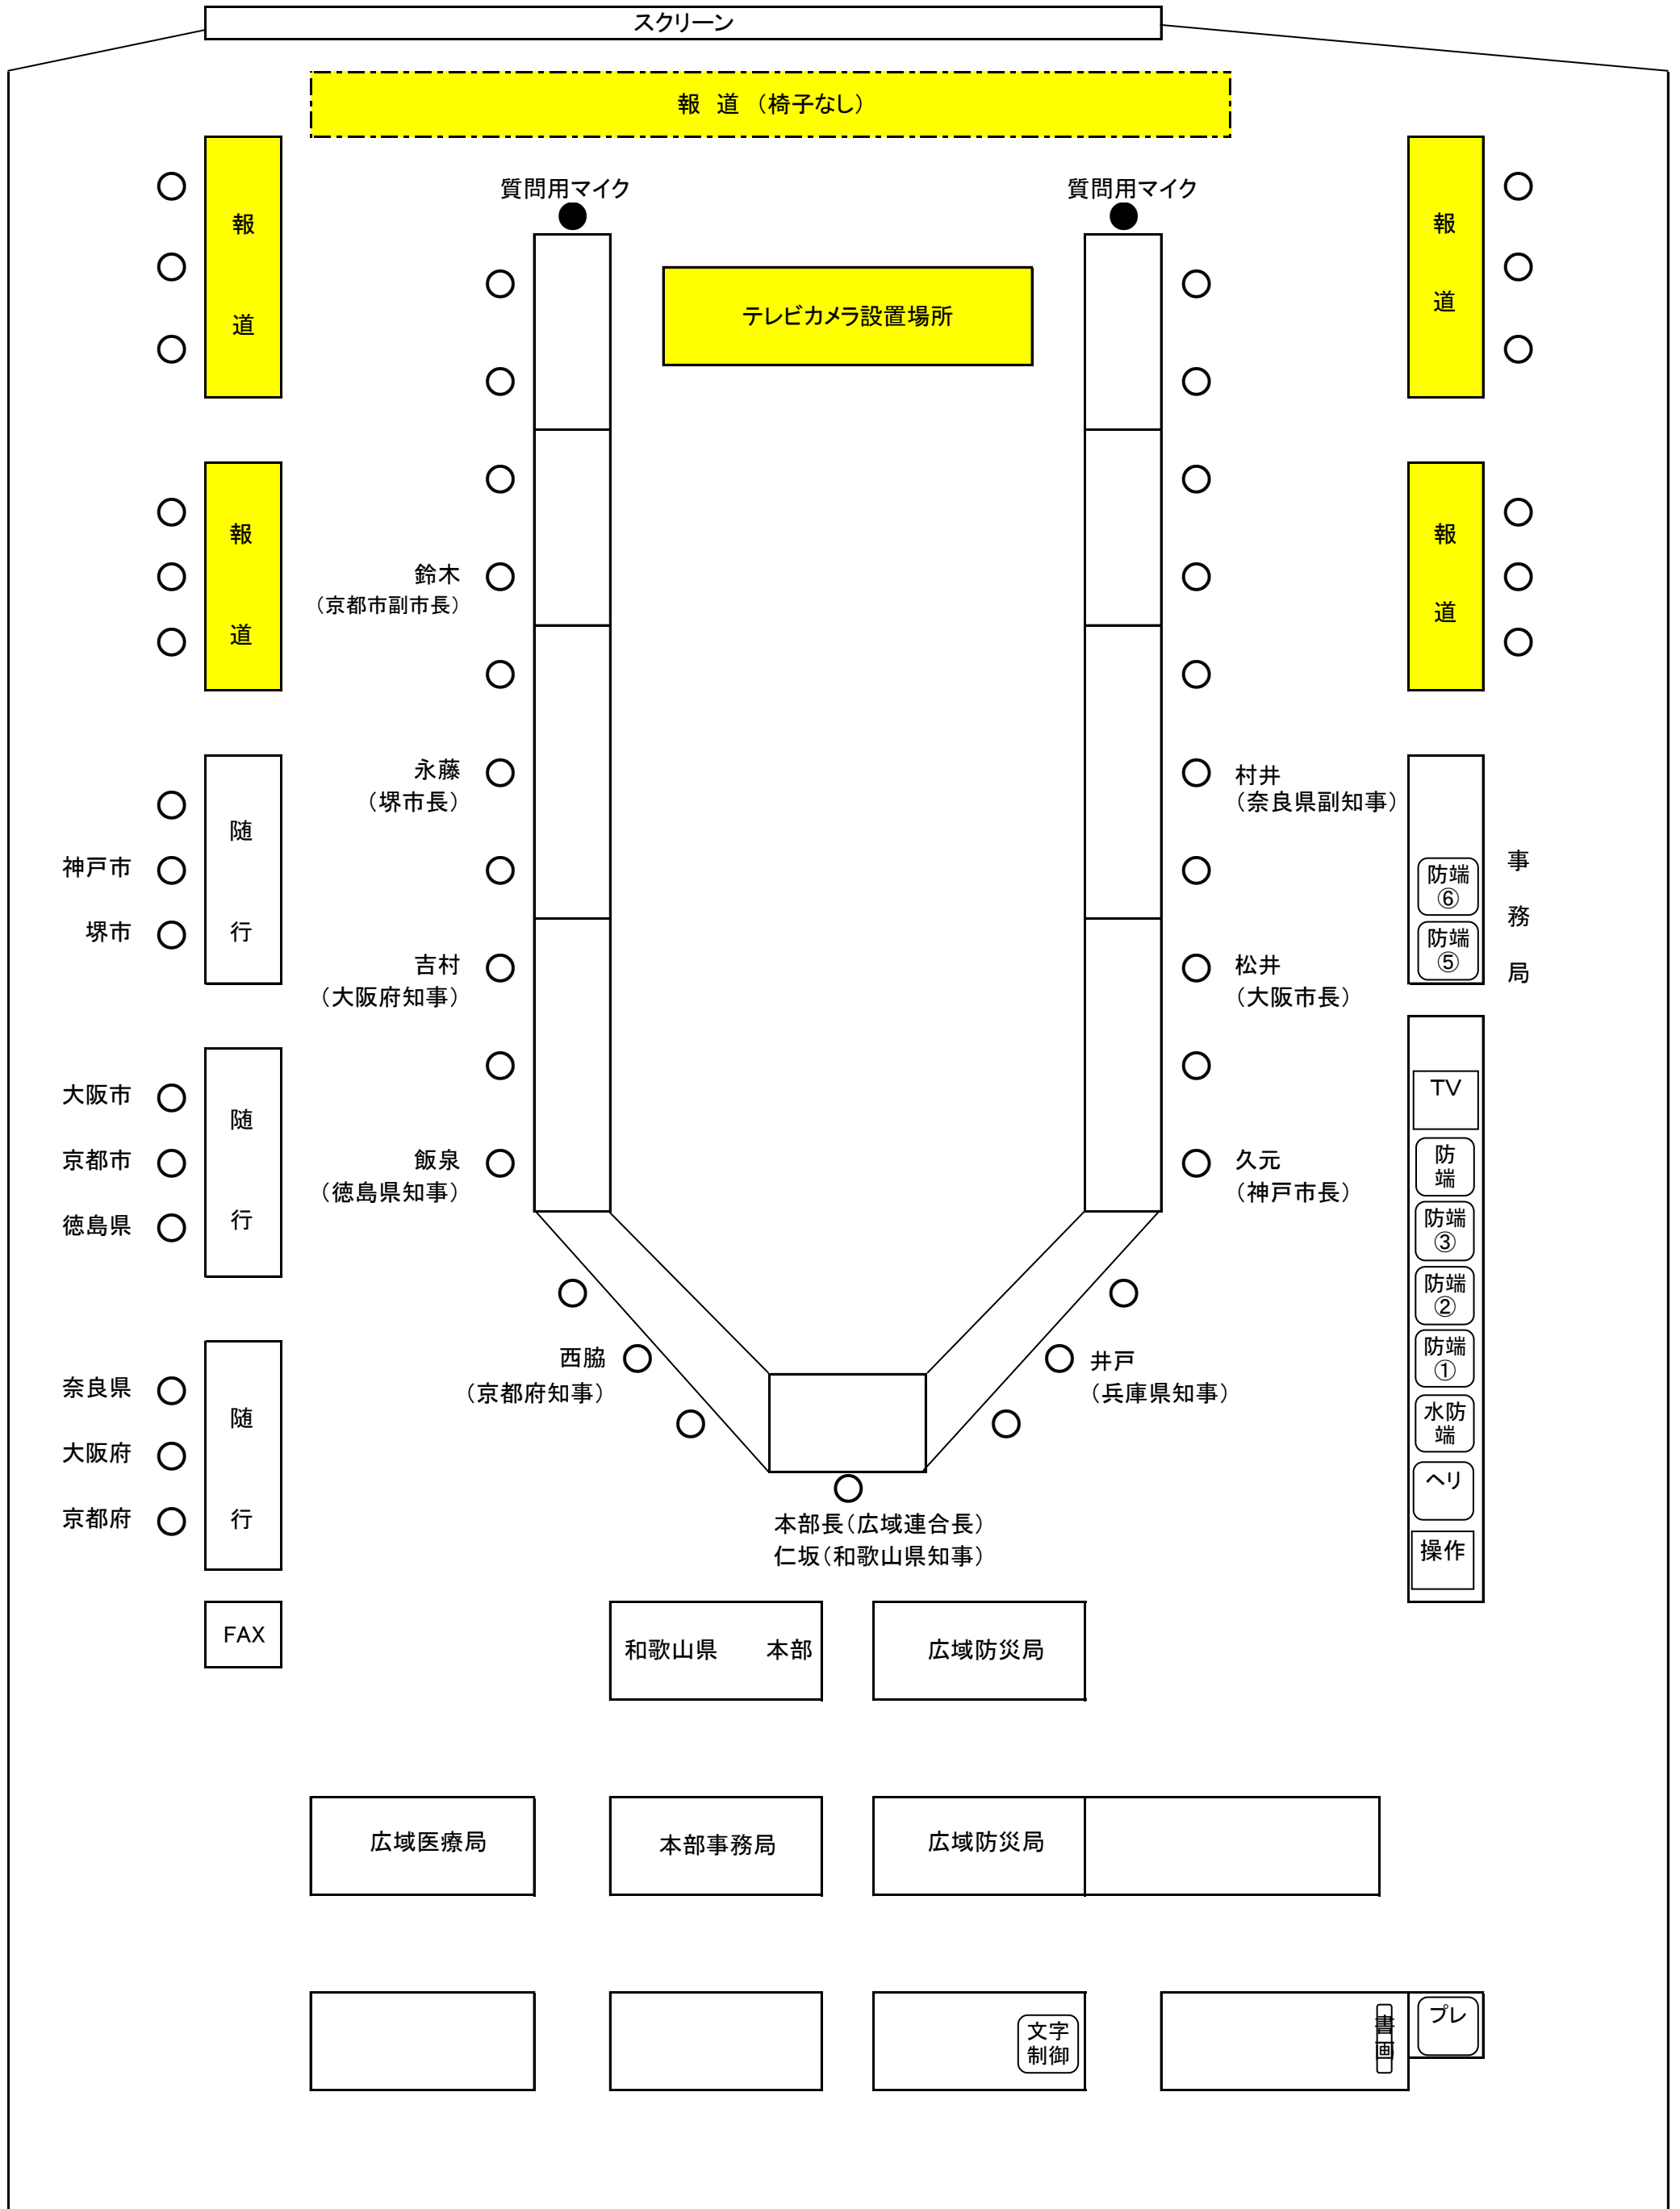 スクリーン
報　道　（椅子なし）
質問用マイク
質問用マイク
報
道
報
道
テレビカメラ設置場所
報
道
報
道
鈴木
（京都市副市長）
永藤
（堺市長）
村井
（奈良県副知事）
随
行
神戸市
堺市
事
務
局
防端
⑥
防端
⑤
吉村
（大阪府知事）
松井
（大阪市長）
大阪市
京都市
徳島県
随
行
飯泉
（徳島県知事）
久元
（神戸市長）
TV
防
端
防端
③
防端
②
防端
①
水防
端
ヘリ
操作
西脇
（京都府知事）
井戸
（兵庫県知事）
奈良県
大阪府
京都府
随
行
本部長（広域連合長）
仁坂（和歌山県知事）
FAX
和歌山県　　本部
広域防災局
広域医療局
本部事務局
広域防災局
文字
制御
書
画
プレ